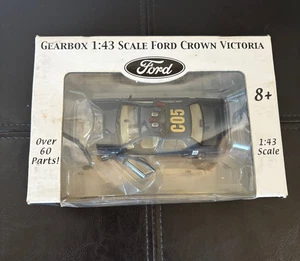 GEARBOX 1:43 SCALE FORD CROWN VICTORIA
Ford
8+
C05
Over
60
Parts!
1:43
Scale